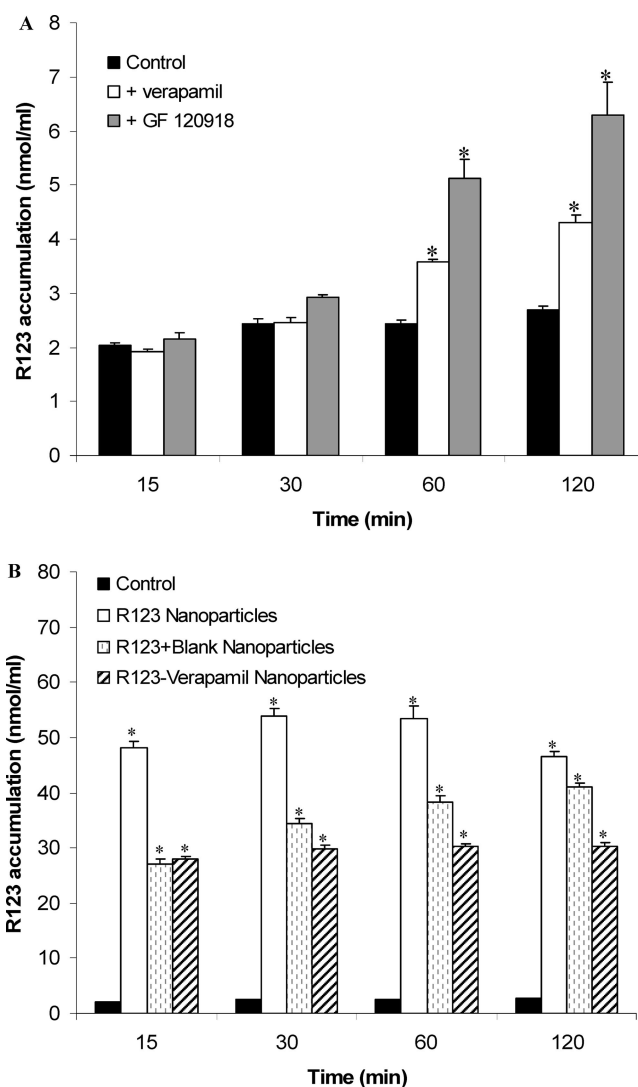 A
8
7
6
5
4
3
2
1
0
R123 accumulation (nmol/ml)
Control
+ verapamil
+ GF 120918
*
*
*
*
15 30 60 120
Time (min)
B
80
70
60
50
40
30
20
10
0
R123 accumulation (nmol/ml)
Control
R123 Nanoparticles
R123+Blank Nanoparticles
R123-Verapamil Nanoparticles
* * *
* * *
* * *
* * *
15 30 60 120
Time (min)